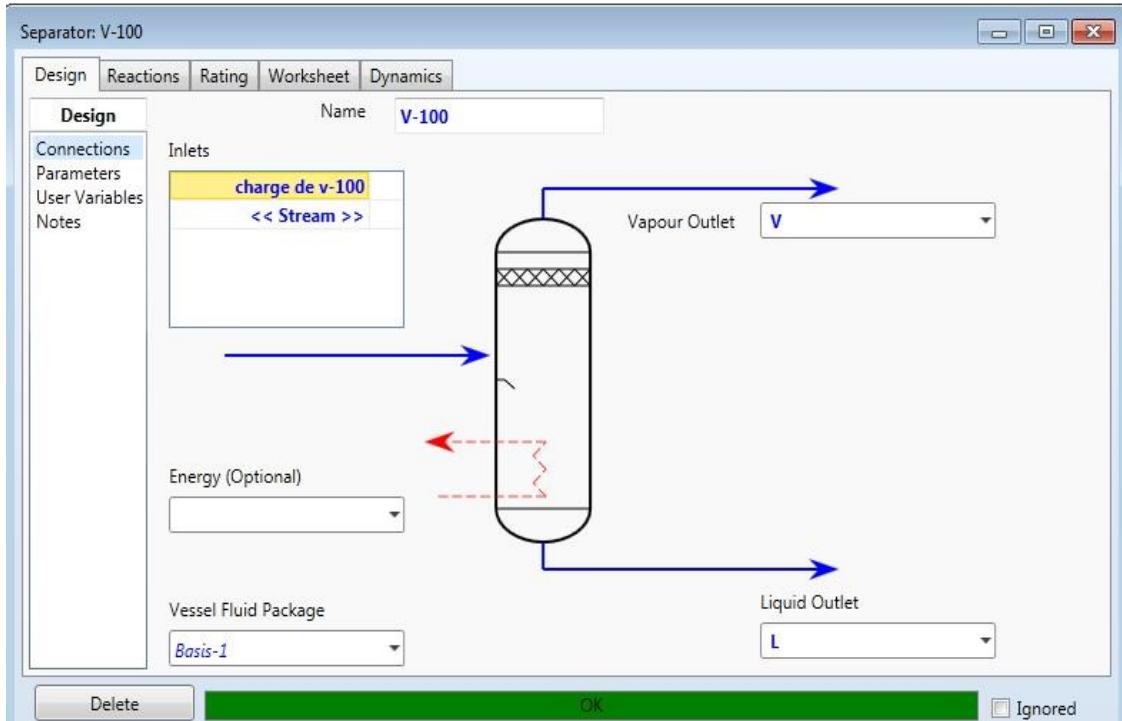 Separator: V-100
Design Reactions Rating Worksheet Dynamics
Design
Connections
Parameters
User Variables
Notes
Name V-100
Inlets
charge de v-100
<< Stream >>
Vapour Outlet V
Energy (Optional)
Vessel Fluid Package
Basis-1
Liquid Outlet
L
Delete OK Ignored